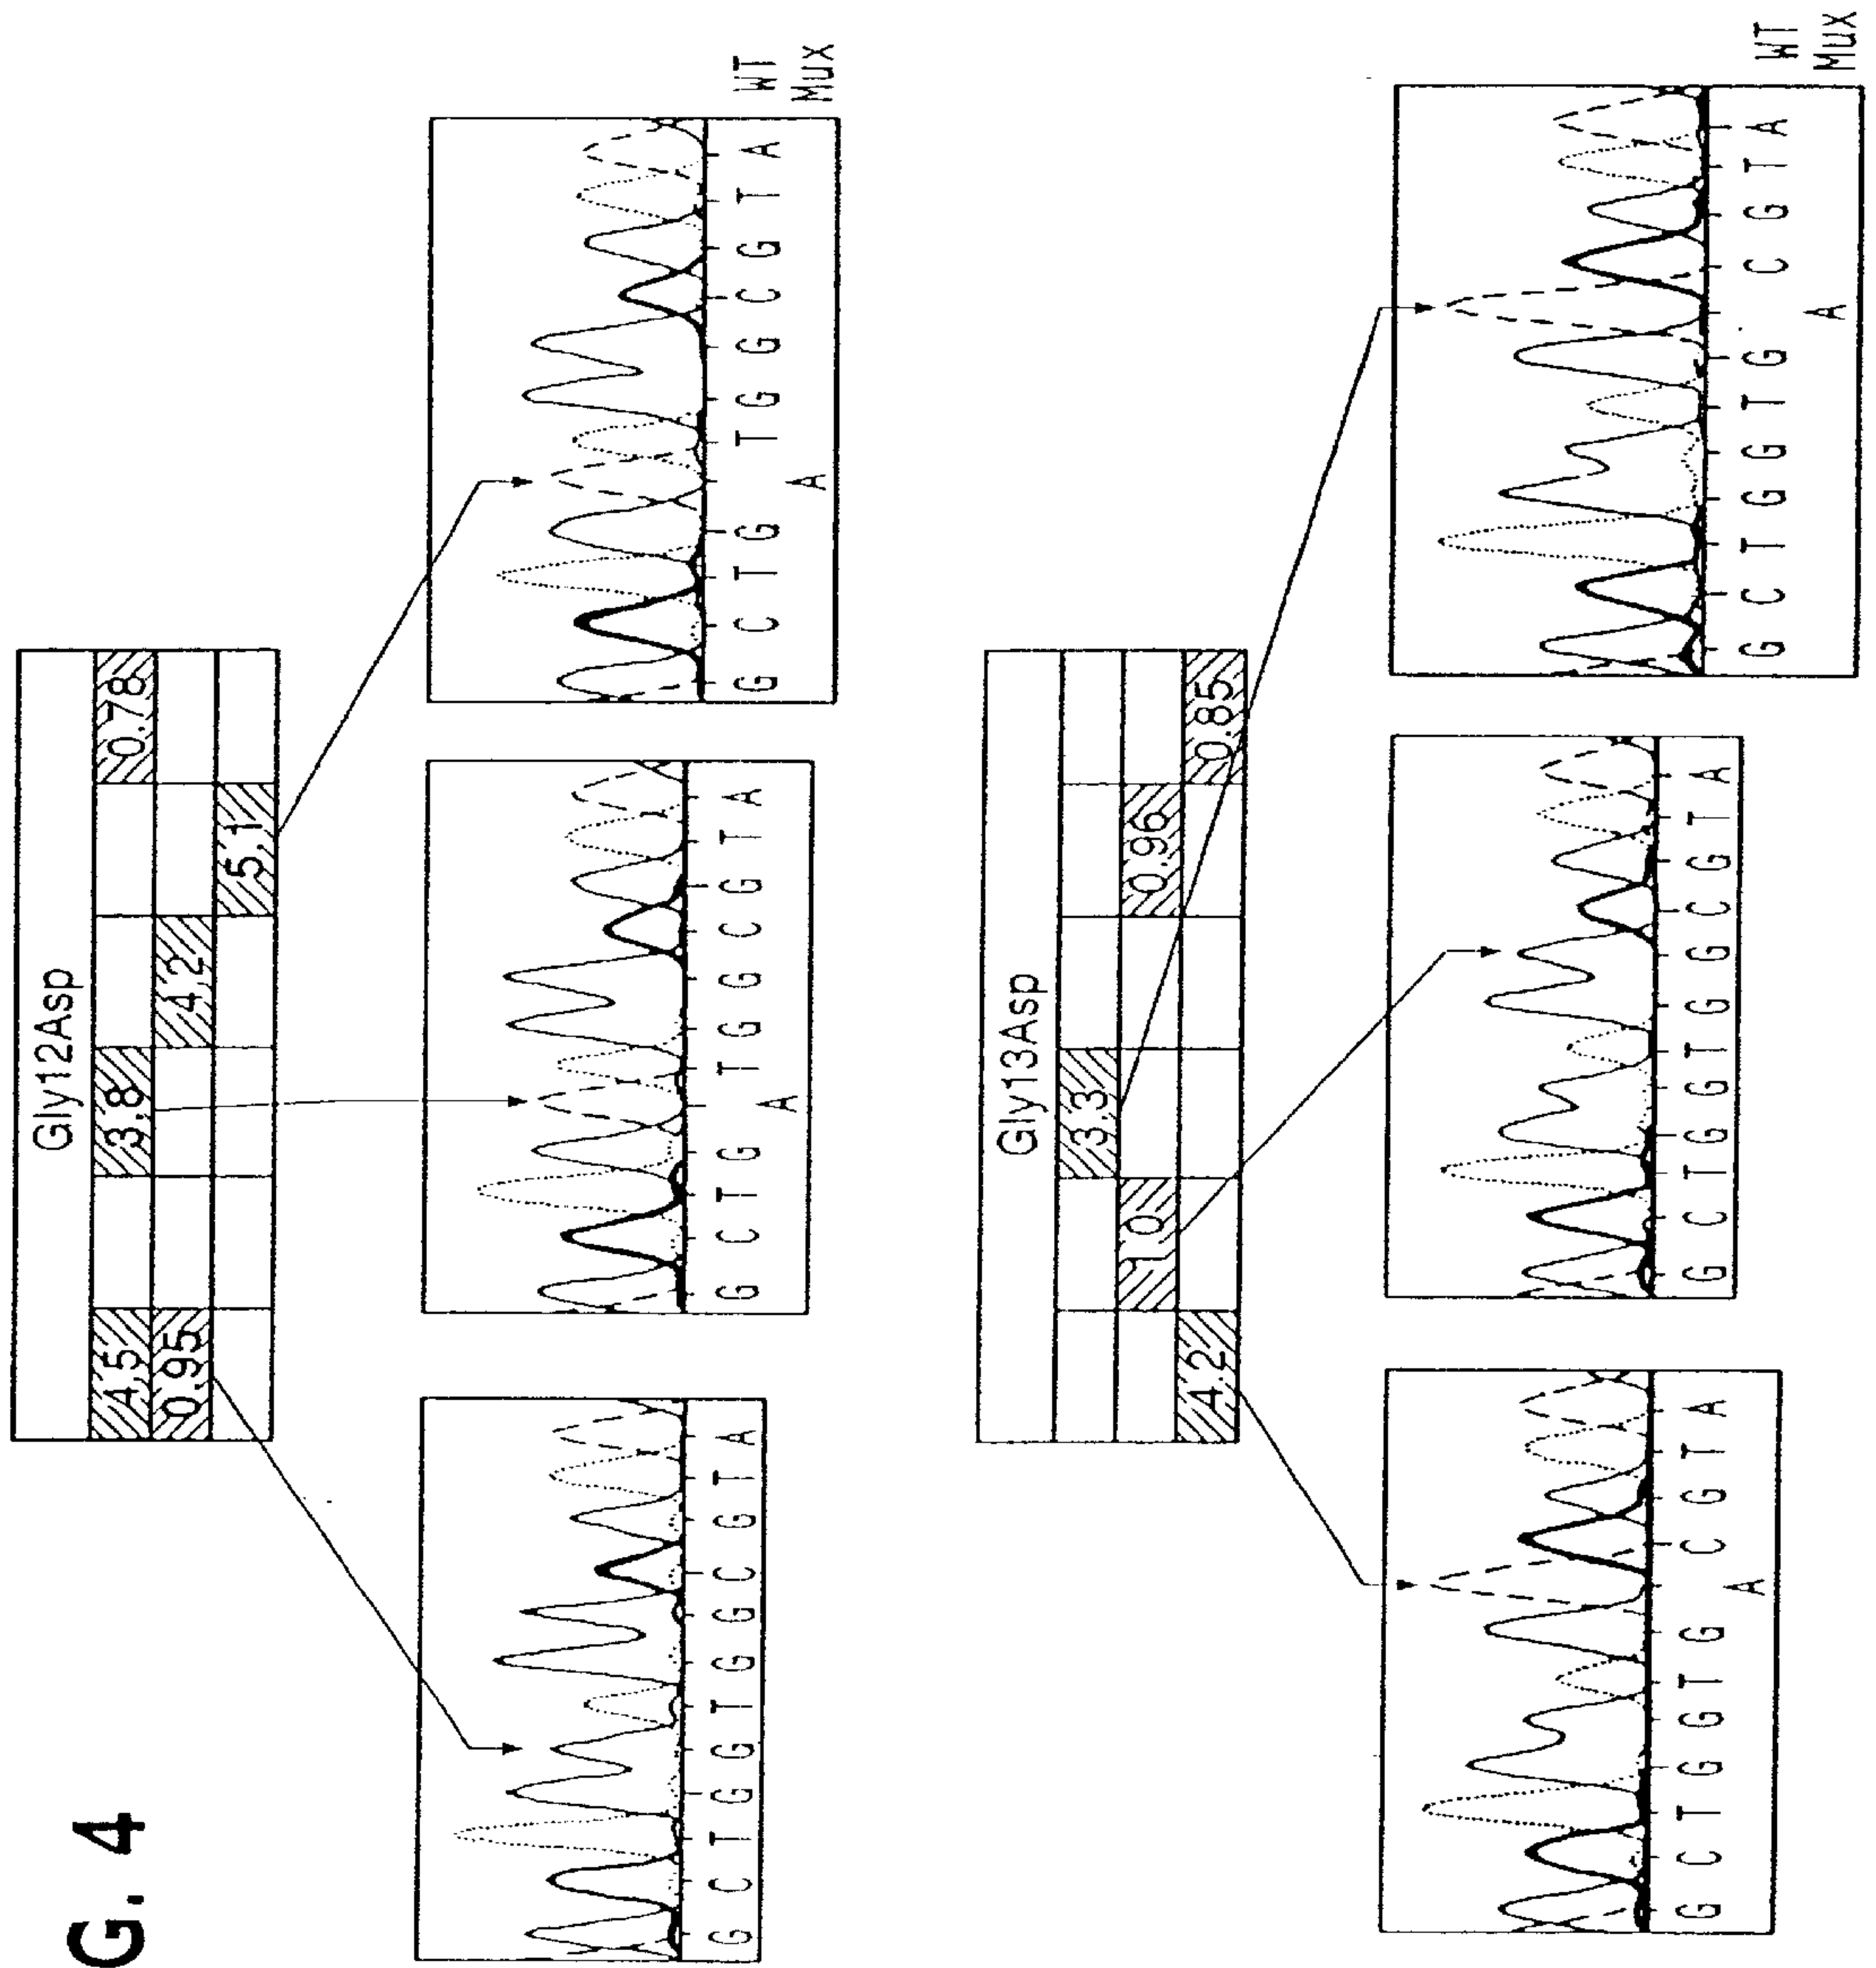 G. 4
Gly12Asp
4.5 3.8 0.78
0.95 4.2
5.1
G C T G G T G G C G T A
G C T G T G G C G T A
A
G C T G T G G C G T A WT
A Mux
Gly13Asp
3.3
1.0 0.96
4.2 0.85
G C T G G T G C G T A
A
G C T G G T G G C G T A
G C T G G T G C G T A WT
A Mux